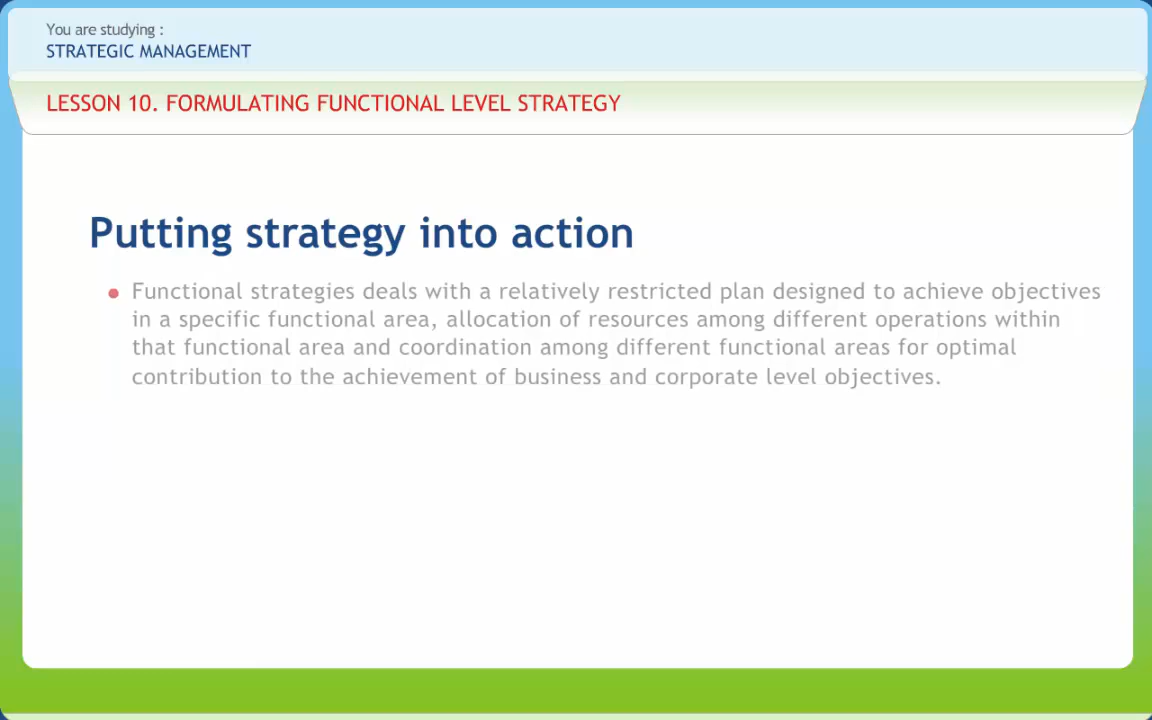 You are studying :
STRATEGIC MANAGEMENT
LESSON 10. FORMULATING FUNCTIONAL LEVEL STRATEGY
Putting strategy into action
Functional strategies deals with a relatively restricted plan designed to achieve objectives
in a specific functional area, allocation of resources among different operations within
that functional area and coordination among different functional areas for optimal
contribution to the achievement of business and corporate level objectives.